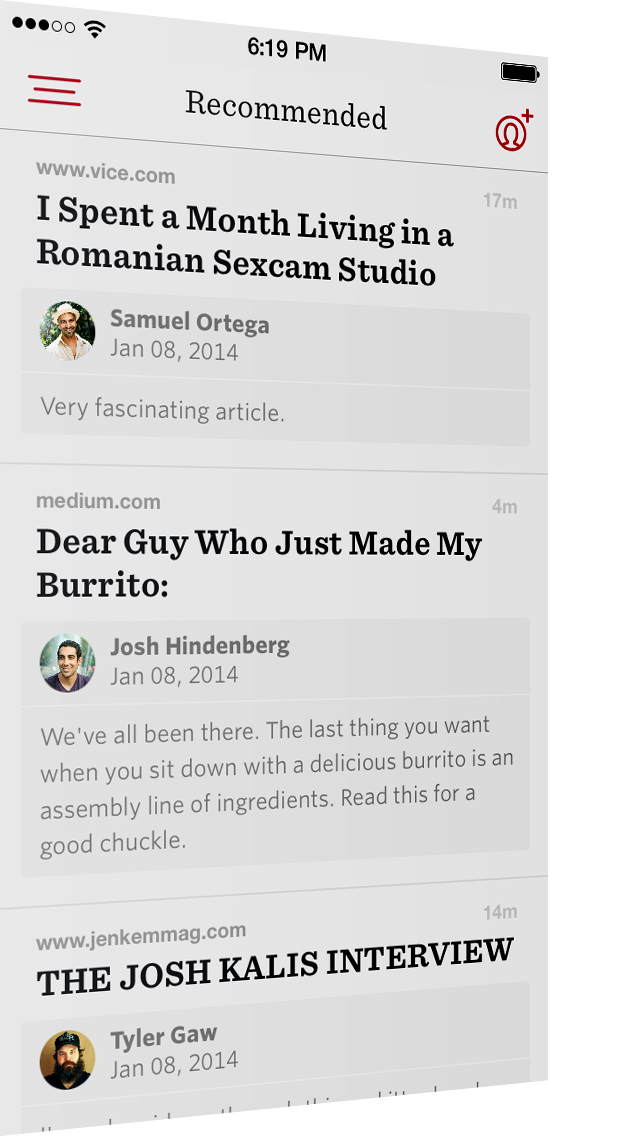 6:19 PM
Recommended
www.vice.com
17m
I Spent a Month Living in a
Romanian Sexcam Studio
Samuel Ortega
Jan 08, 2014
Very fascinating article.
medium.com
4m
Dear Guy Who Just Made My
Burrito:
Josh Hindenberg
Jan 08, 2014
We've all been there. The last thing you want
when you sit down with a delicious burrito is an
assembly line of ingredients. Read this for a
good chuckle.
14m
www.jenkemmag.com
THE JOSH KALIS INTERVIEW
Tyler Gaw
Jan 08, 2014